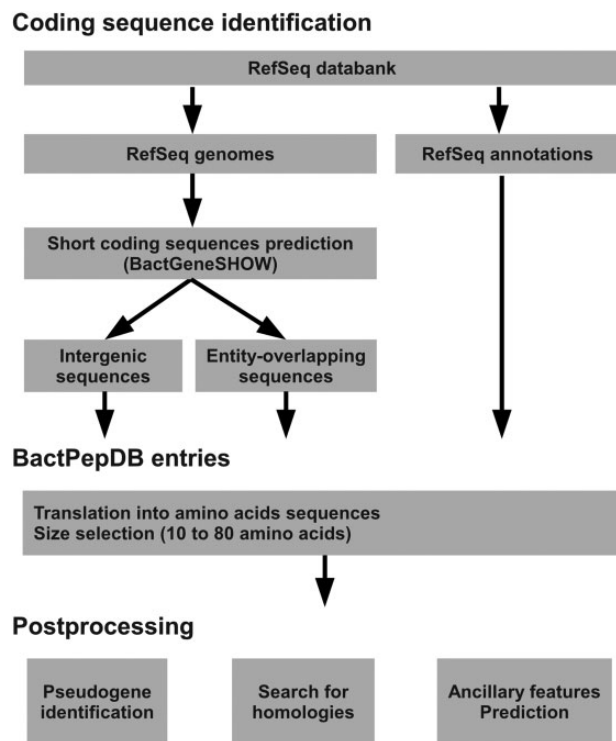 Coding sequence identification
RefSeq databank
RefSeq genomes
RefSeq annotations
Short coding sequences prediction
(BactGeneSHOW)
Intergenic
sequences
Entity-overlapping
sequences
BactPepDB entries
Translation into amino acids sequences
Size selection (10 to 80 amino acids)
Postprocessing
Pseudogene
identification
Search for
homologies
Ancillary features
Prediction